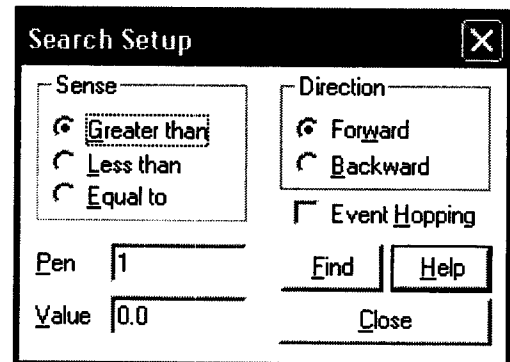 Search Setup
Sense
Greater than
Less than
Equal to
Direction
Forward
Backward
Event Hopping
Pen 1
Value 0.0
Find Help
Close